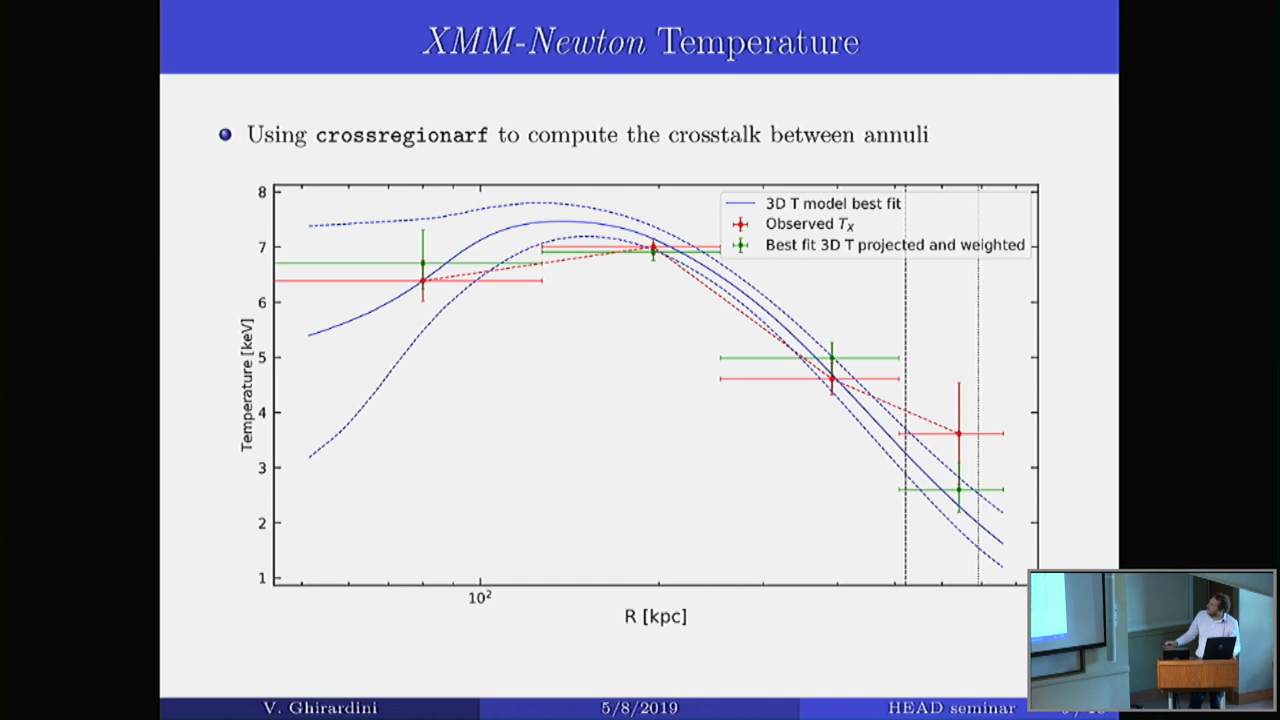 XMM-Newton Temperature
Using crossregionarf to compute the crosstalk between annuli
8
7
6
5
4
3
2
1
Temperature [keV]
3D T model best fit
Observed T_X
Best fit 3D T projected and weighted
10²
R [kpc]
V. Ghirardini
5/8/2019
HEAD seminar